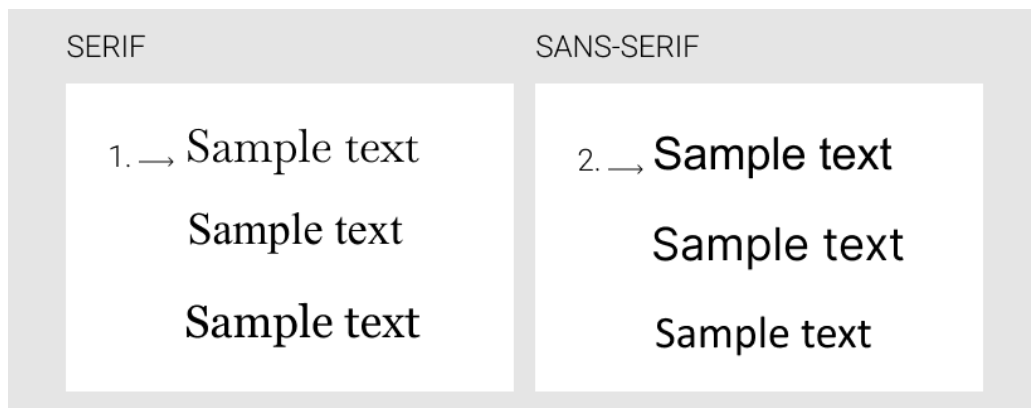 SERIF
1. → Sample text
Sample text
Sample text
SANS-SERIF
2. → Sample text
Sample text
Sample text